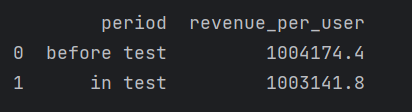 period revenue_per_user
0 before test 1004174.4
1 in test 1003141.8